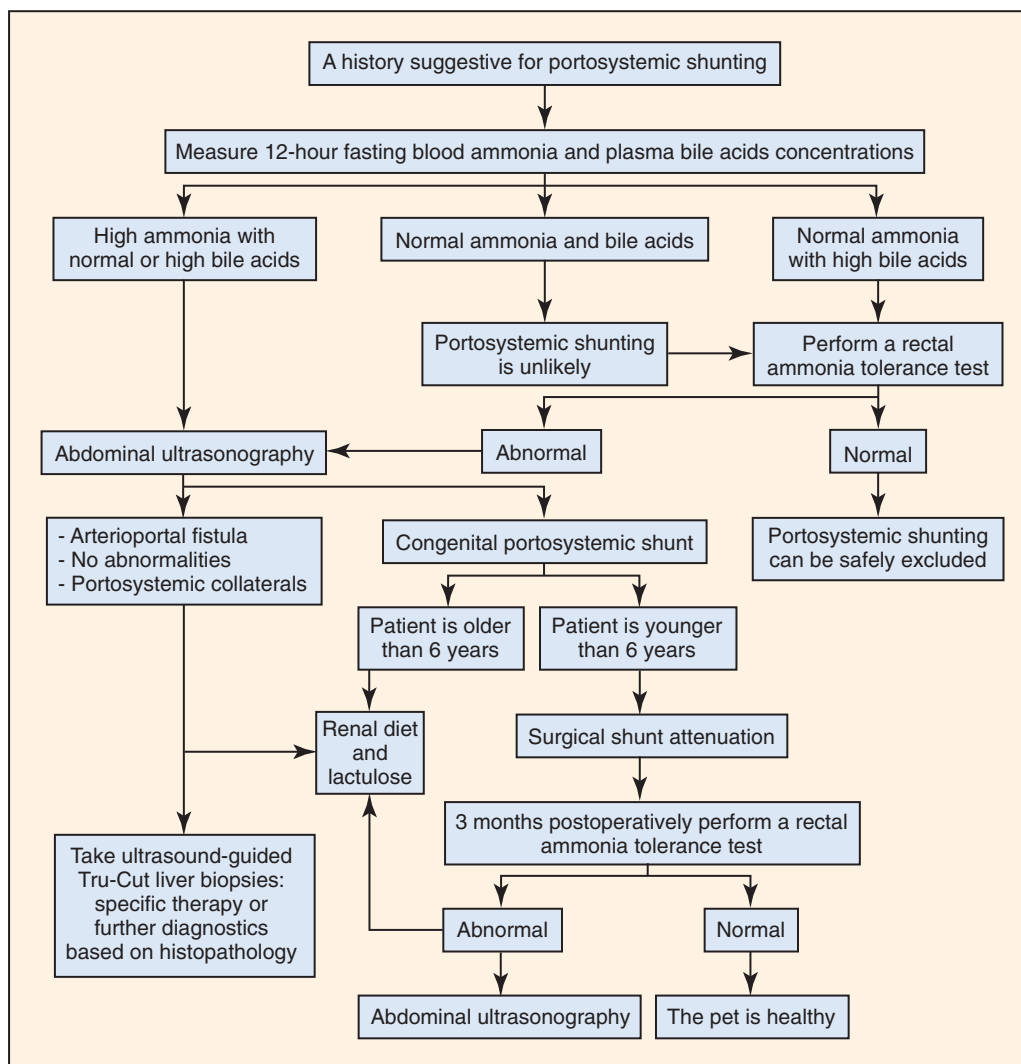 A history suggestive for portosystemic shunting
Measure 12-hour fasting blood ammonia and plasma bile acids concentrations
High ammonia with
normal or high bile acids
Normal ammonia and bile acids
Normal ammonia
with high bile acids
Portosystemic shunting
is unlikely
Perform a rectal
ammonia tolerance test
Abdominal ultrasonography
Abnormal
Normal
- Arterioportal fistula
- No abnormalities
- Portosystemic collaterals
Congenital portosystemic shunt
Portosystemic shunting
can be safely excluded
Patient is older
than 6 years
Patient is younger
than 6 years
Renal diet
and
lactulose
Surgical shunt attenuation
3 months postoperatively perform a rectal
ammonia tolerance test
Take ultrasound-guided
Tru-Cut liver biopsies:
specific therapy or
further diagnostics
based on histopathology
Abnormal
Normal
Abdominal ultrasonography
The pet is healthy